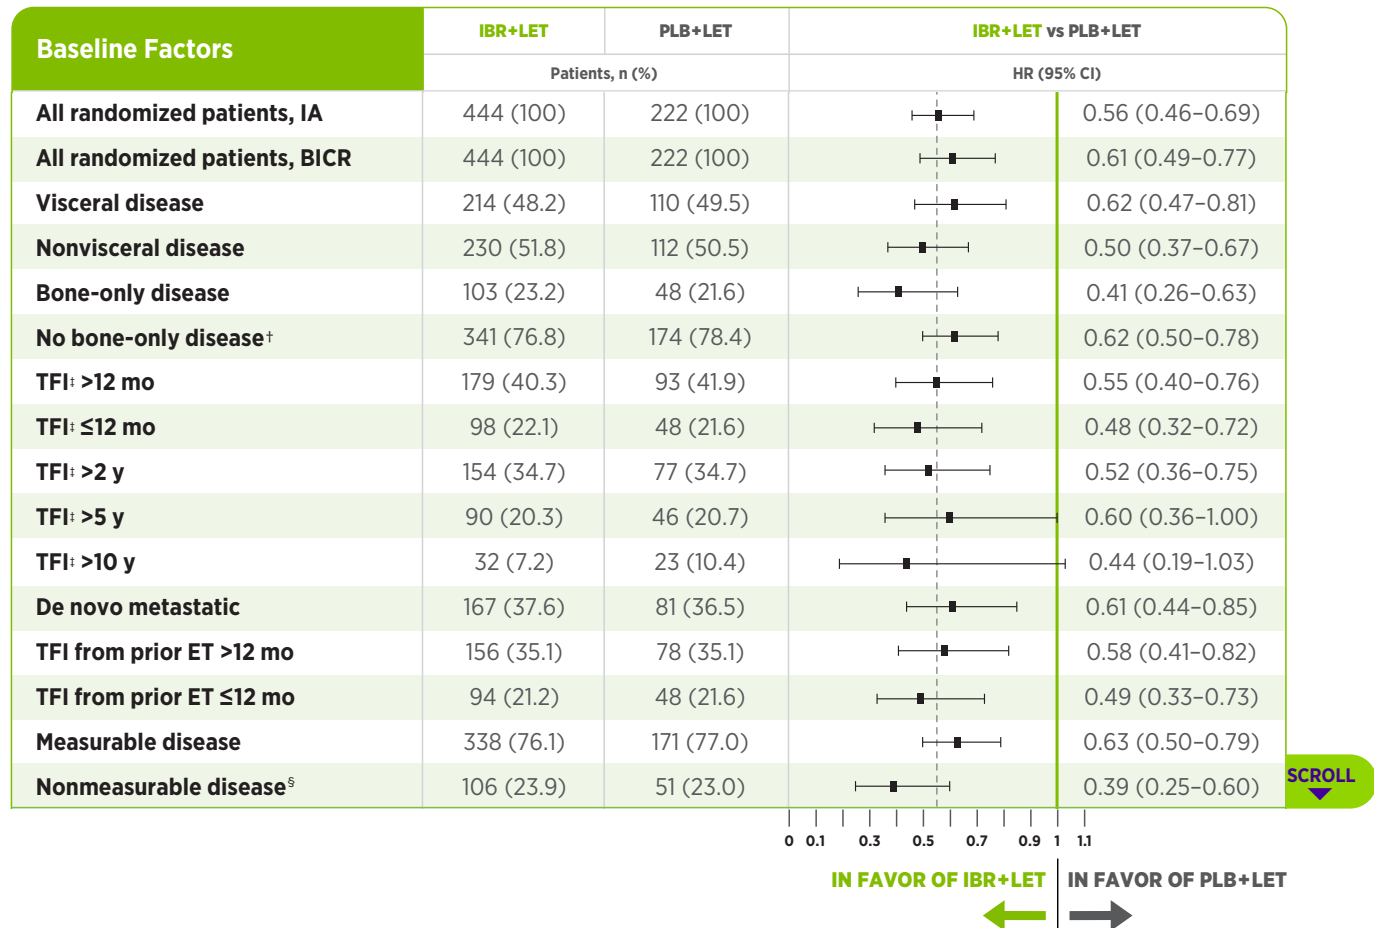 Baseline Factors IBR+LET PLB+LET IBR+LET vs PLB+LET
Patients, n (%) HR (95% CI)
All randomized patients, IA 444 (100) 222 (100) 0.56 (0.46–0.69)
All randomized patients, BICR 444 (100) 222 (100) 0.61 (0.49–0.77)
Visceral disease 214 (48.2) 110 (49.5) 0.62 (0.47–0.81)
Nonvisceral disease 230 (51.8) 112 (50.5) 0.50 (0.37–0.67)
Bone-only disease 103 (23.2) 48 (21.6) 0.41 (0.26–0.63)
No bone-only disease† 341 (76.8) 174 (78.4) 0.62 (0.50–0.78)
TFI‡ >12 mo 179 (40.3) 93 (41.9) 0.55 (0.40–0.76)
TFI‡ ≤12 mo 98 (22.1) 48 (21.6) 0.48 (0.32–0.72)
TFI‡ >2 y 154 (34.7) 77 (34.7) 0.52 (0.36–0.75)
TFI‡ >5 y 90 (20.3) 46 (20.7) 0.60 (0.36–1.00)
TFI‡ >10 y 32 (7.2) 23 (10.4) 0.44 (0.19–1.03)
De novo metastatic 167 (37.6) 81 (36.5) 0.61 (0.44–0.85)
TFI from prior ET >12 mo 156 (35.1) 78 (35.1) 0.58 (0.41–0.82)
TFI from prior ET ≤12 mo 94 (21.2) 48 (21.6) 0.49 (0.33–0.73)
Measurable disease 338 (76.1) 171 (77.0) 0.63 (0.50–0.79)
Nonmeasurable disease§ 106 (23.9) 51 (23.0) 0.39 (0.25–0.60)
SCROLL
0 0.1 0.3 0.5 0.7 0.9 1 1.1
IN FAVOR OF IBR+LET IN FAVOR OF PLB+LET